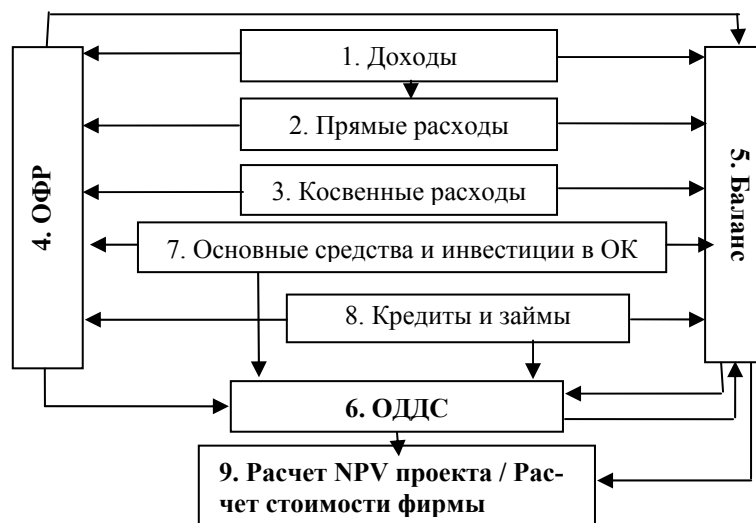 1. Доходы
2. Прямые расходы
3. Косвенные расходы
4. ОФР
5. Баланс
7. Основные средства и инвестиции в ОК
8. Кредиты и займы
6. ОДДС
9. Расчет NPV проекта / Рас-
чет стоимости фирмы